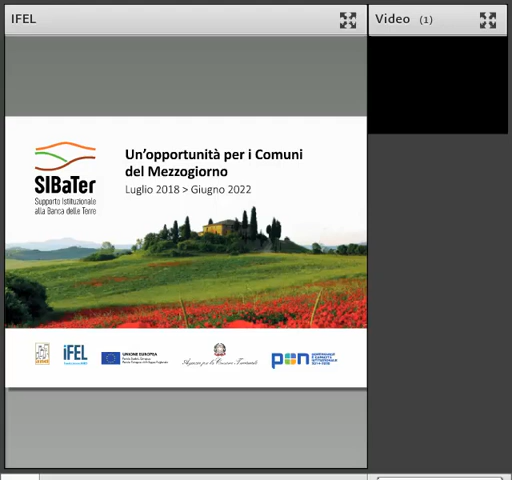 IFEL
Video (1)
SIBaTer
Supporto Istituzionale
alla Banca delle Terre
Un'opportunità per i Comuni
del Mezzogiorno
Luglio 2018 > Giugno 2022
iFEL
UNIONE EUROPEA
Agenzia per la Coesione Territoriale
pon